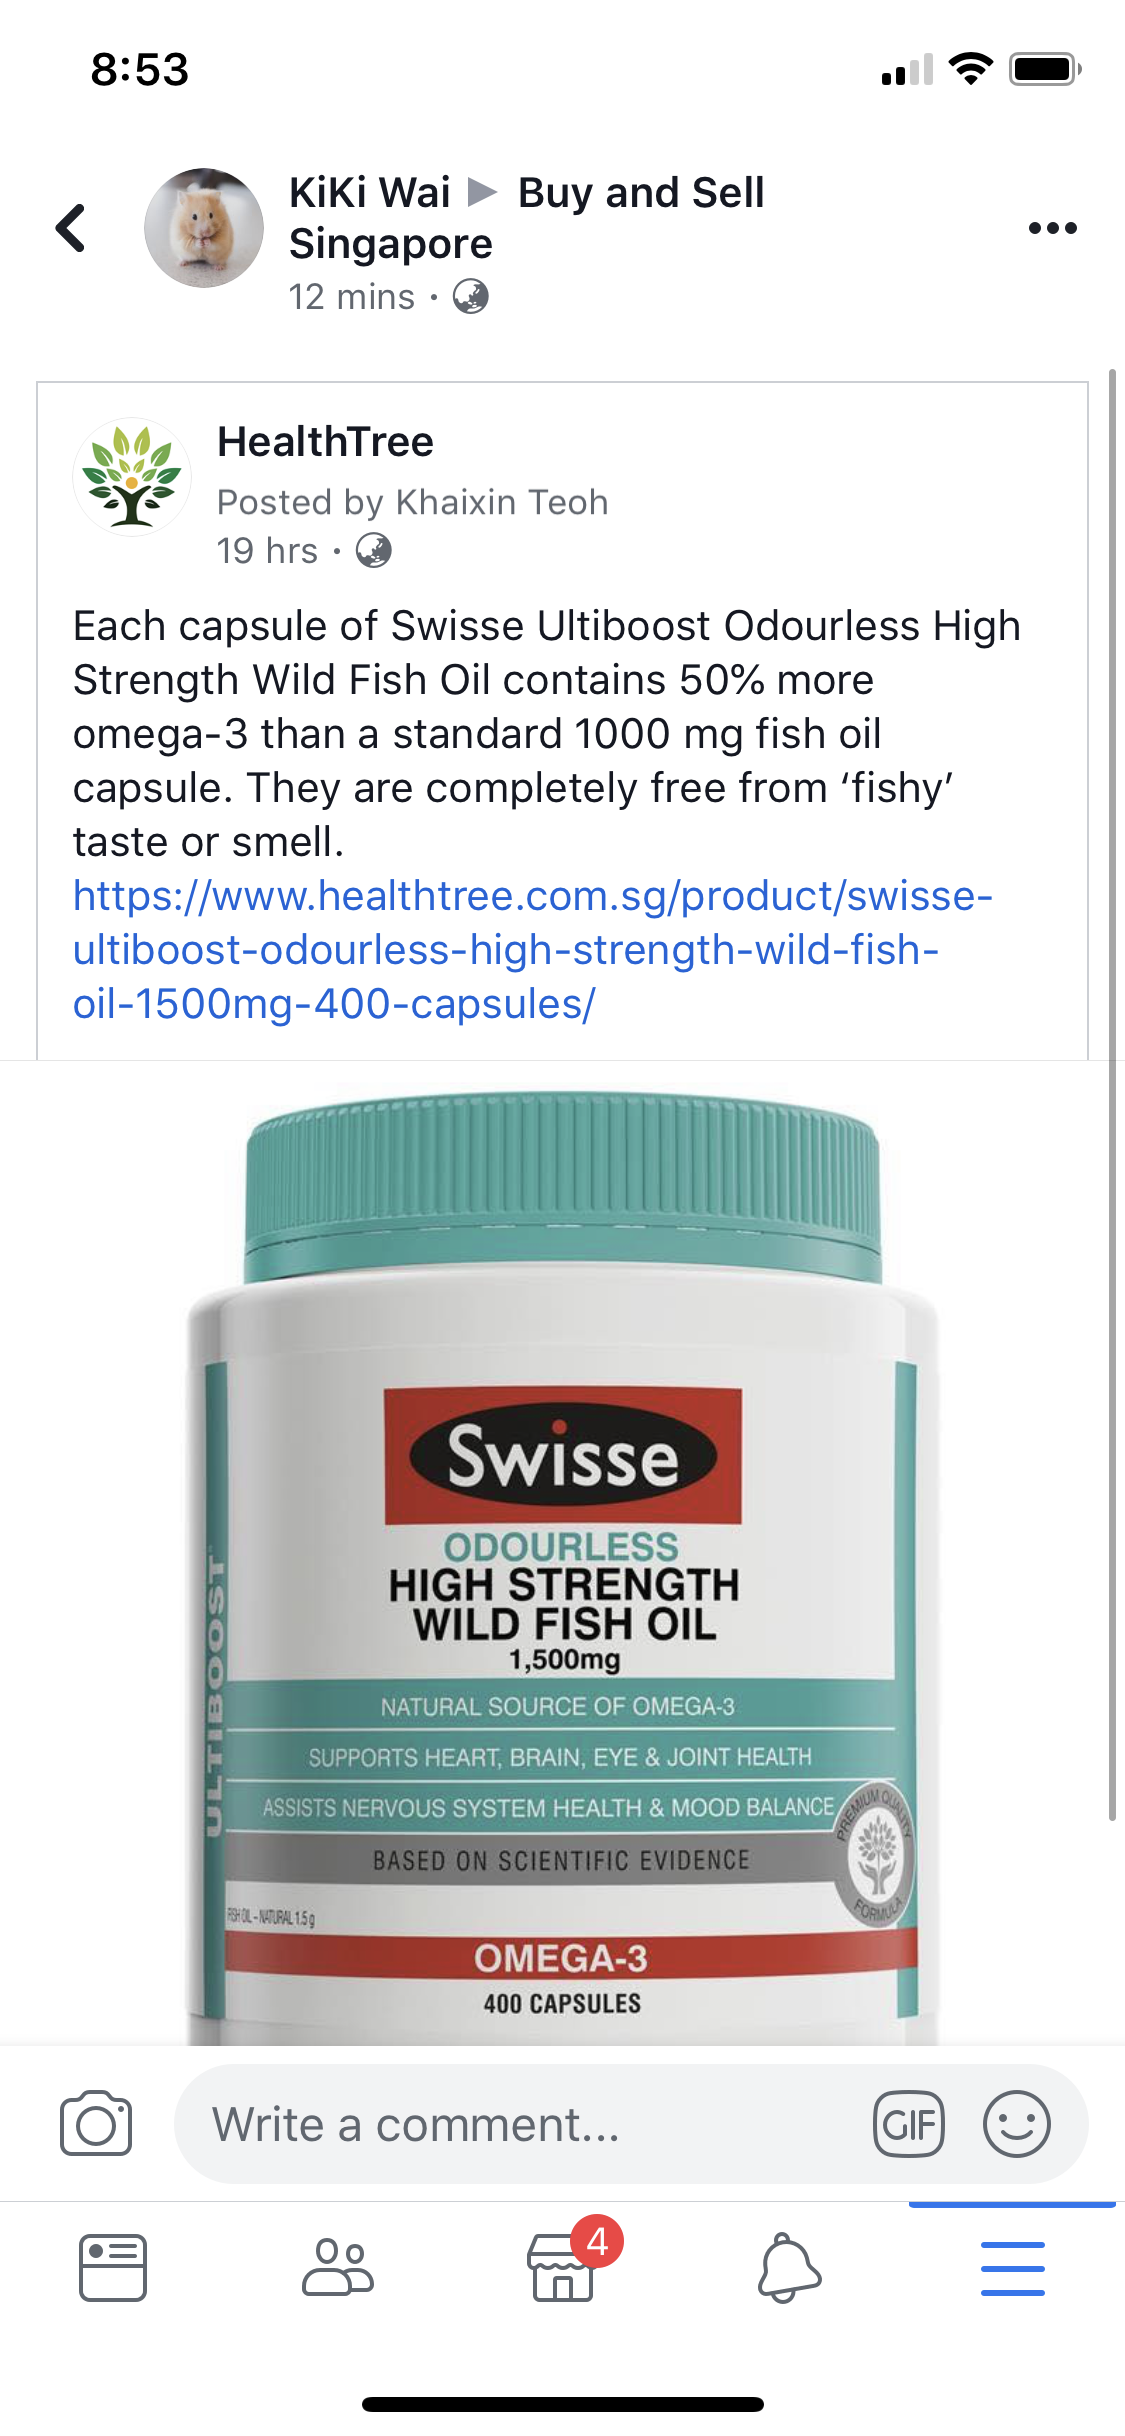 8:53
KiKi Wai ▶ Buy and Sell
Singapore
12 mins ·
HealthTree
Posted by Khaixin Teoh
19 hrs ·
Each capsule of Swisse Ultiboost Odourless High
Strength Wild Fish Oil contains 50% more
omega-3 than a standard 1000 mg fish oil
capsule. They are completely free from ‘fishy’
taste or smell.
https://www.healthtree.com.sg/product/swisse-
ultiboost-odourless-high-strength-wild-fish-
oil-1500mg-400-capsules/
Swisse
ODOURLESS
HIGH STRENGTH
WILD FISH OIL
1,500mg
ULTIBOOST
NATURAL SOURCE OF OMEGA-3
SUPPORTS HEART, BRAIN, EYE & JOINT HEALTH
ASSISTS NERVOUS SYSTEM HEALTH & MOOD BALANCE
PREMIUM QUALITY
FORMULA
BASED ON SCIENTIFIC EVIDENCE
FISH OIL – NATURAL 1.5 g
OMEGA-3
400 CAPSULES
Write a comment...
GIF
4